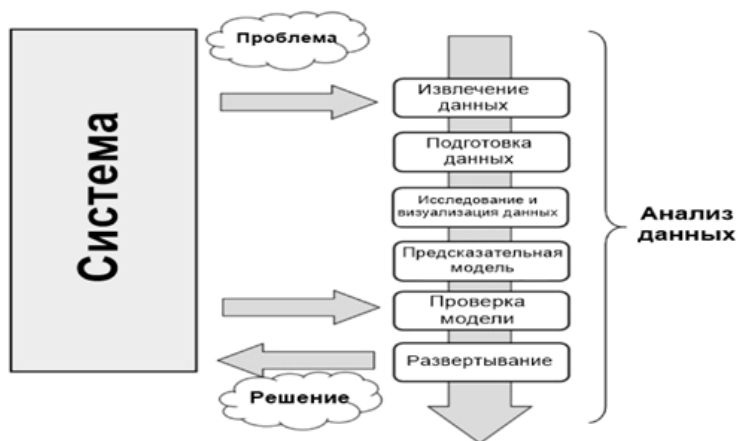 Система
Проблема
Извлечение
данных
Подготовка
данных
Исследование и
визуализация данных
Предсказательная
модель
Проверка
модели
Развертывание
Решение
Анализ
данных